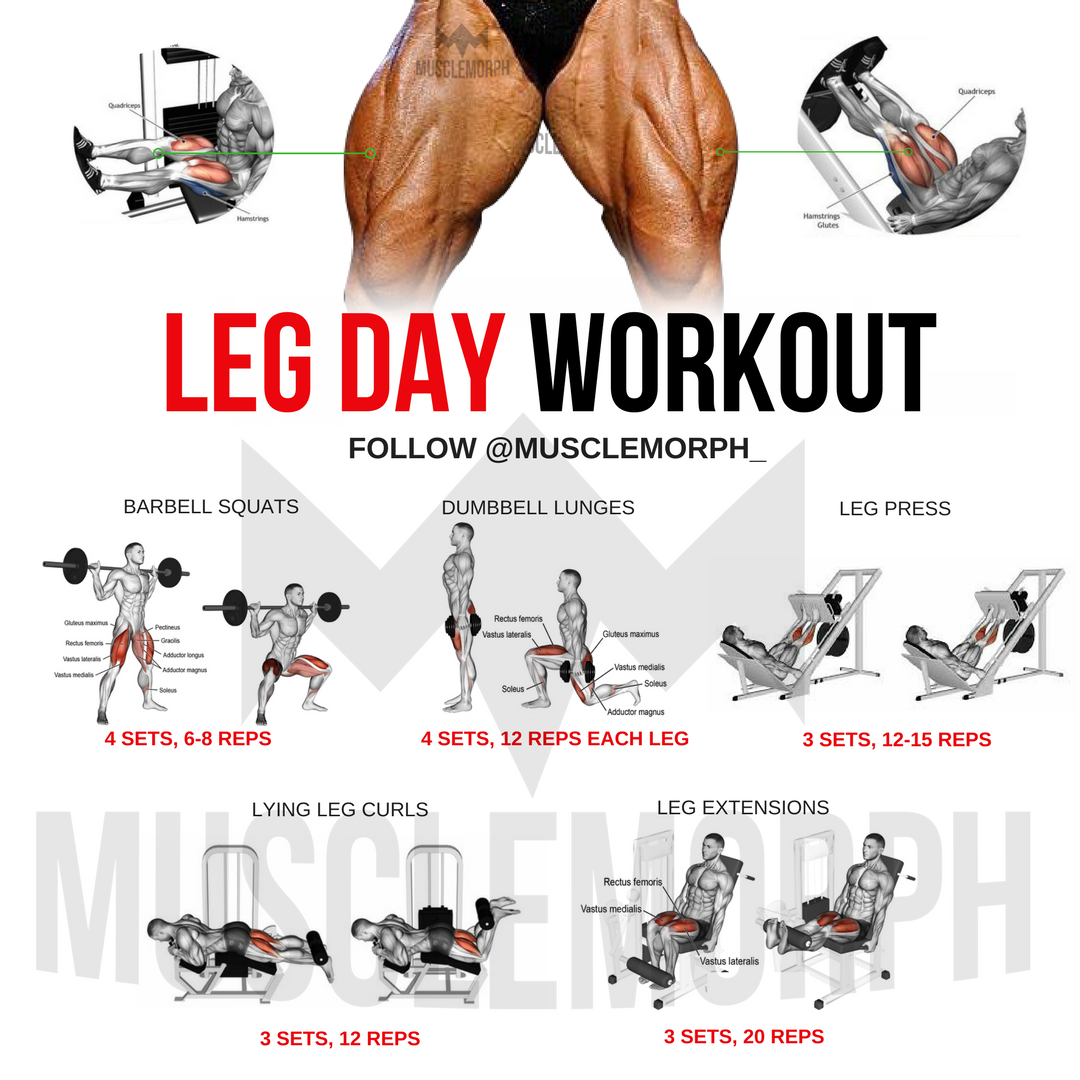 MUSCLEMORPH
Quadriceps
Hamstrings
Quadriceps
Hamstrings
Glutes
LEG DAY WORKOUT
FOLLOW @MUSCLEMORPH_
BARBELL SQUATS
Gluteus maximus
Rectus femoris
Vastus lateralis
Vastus medialis
Pectineus
Gracilis
Adductor longus
Adductor magnus
Soleus
4 SETS, 6-8 REPS
DUMBBELL LUNGES
Rectus femoris
Vastus lateralis
Gluteus maximus
Vastus medialis
Soleus
Soleus
Adductor magnus
4 SETS, 12 REPS EACH LEG
LEG PRESS
3 SETS, 12-15 REPS
LYING LEG CURLS
3 SETS, 12 REPS
LEG EXTENSIONS
Rectus femoris
Vastus medialis
Vastus lateralis
3 SETS, 20 REPS
MUSCLEMORPH